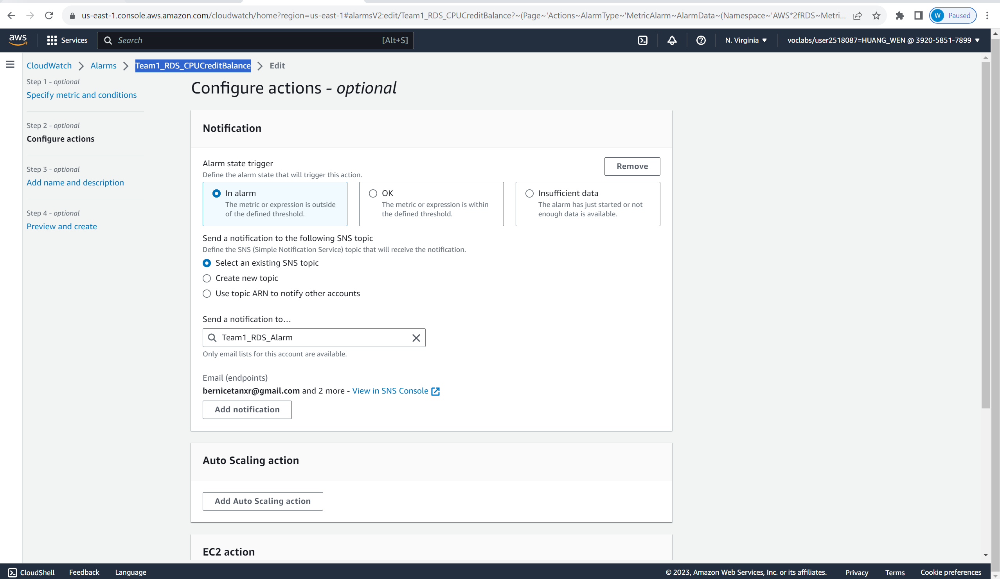 us-east-1.console.aws.amazon.com/cloudwatch/home?region=us-east-1#alarmsV2:edit/Team1_RDS_CPUCreditBalance?~(Page~'Actions~AlarmType~'MetricAlarm~AlarmData~(Namespace~'AWS*2fRDS~Metri...
W Paused
aws Services Search [Alt+S] N. Virginia ▼ voclabs/user2518087=HUANG_WEN @ 3920-5851-7899 ▼
CloudWatch > Alarms > Team1_RDS_CPUCreditBalance > Edit
Step 1 - optional
Specify metric and conditions
Step 2 - optional
Configure actions
Step 3 - optional
Add name and description
Step 4 - optional
Preview and create
Configure actions - optional
Notification
Alarm state trigger
Define the alarm state that will trigger this action.
Remove
In alarm
The metric or expression is outside
of the defined threshold.
OK
The metric or expression is within
the defined threshold.
Insufficient data
The alarm has just started or not
enough data is available.
Send a notification to the following SNS topic
Define the SNS (Simple Notification Service) topic that will receive the notification.
Select an existing SNS topic
Create new topic
Use topic ARN to notify other accounts
Send a notification to…
Team1_RDS_Alarm
Only email lists for this account are available.
Email (endpoints)
bernicetanxr@gmail.com and 2 more - View in SNS Console
Add notification
Auto Scaling action
Add Auto Scaling action
EC2 action
CloudShell Feedback Language © 2023, Amazon Web Services, Inc. or its affiliates. Privacy Terms Cookie preferences